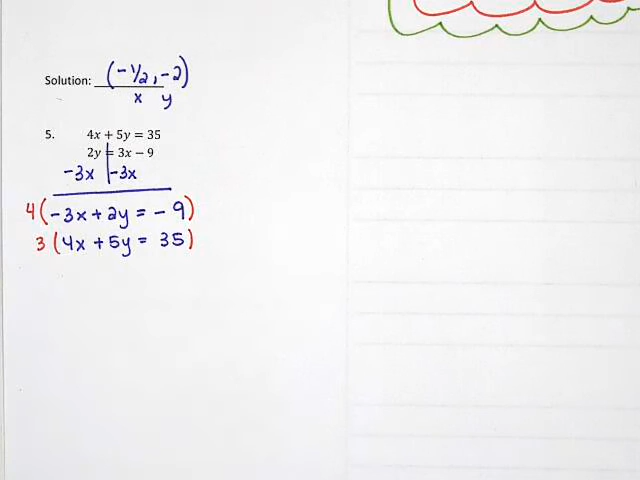 Solution: (-1/2, -2)
x y
5. 4x + 5y = 35
2y = 3x − 9
-3x -3x
4(-3x + 2y = -9)
3(4x + 5y = 35)